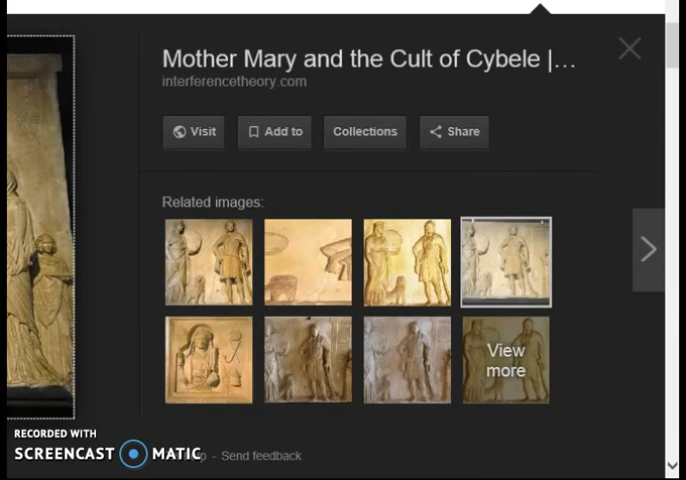 Mother Mary and the Cult of Cybele |...
interferencetheory.com
Visit
Add to
Collections
Share
Related images:
View
more
RECORDED WITH
SCREENCAST MATIC
- Send feedback